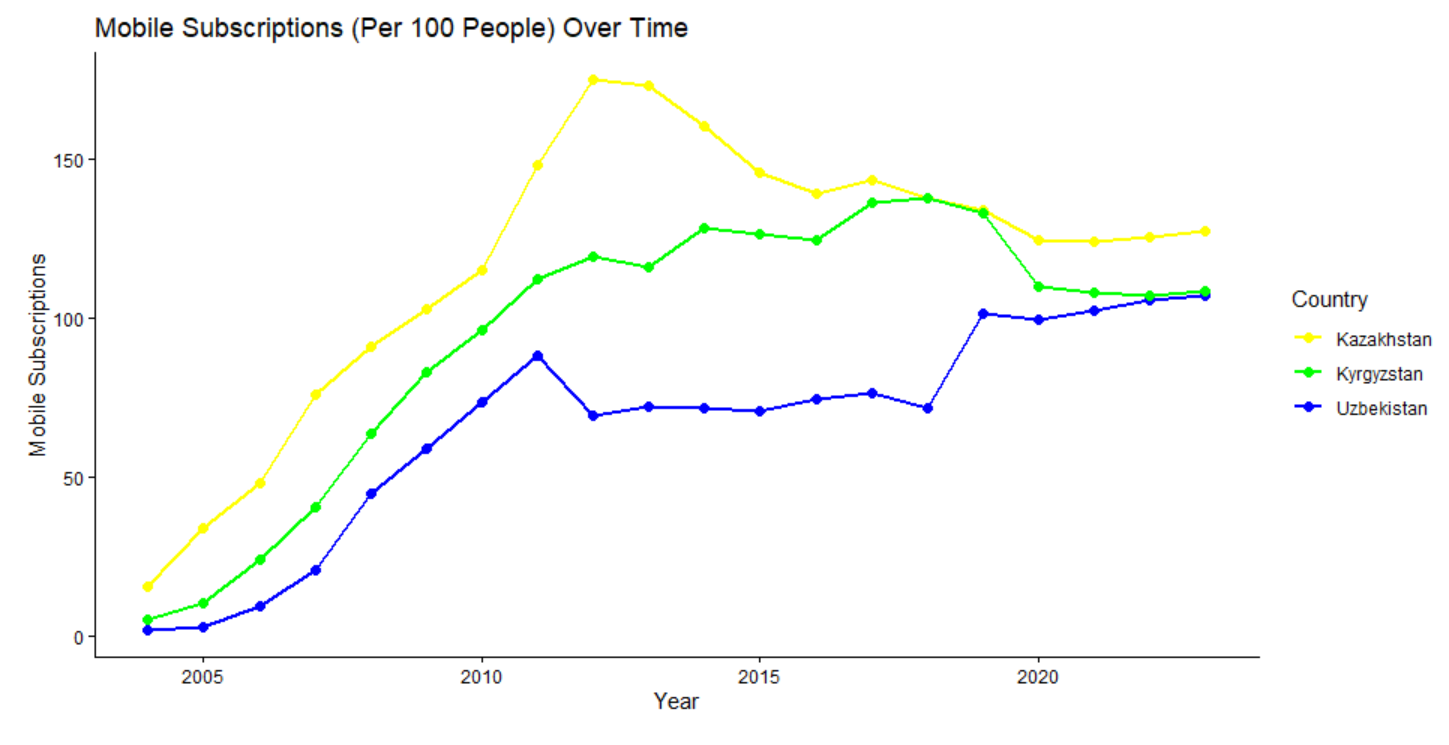 Mobile Subscriptions (Per 100 People) Over Time
Mobile Subscriptions
150
100
50
0
2005 2010 2015 2020
Year
Country
Kazakhstan
Kyrgyzstan
Uzbekistan